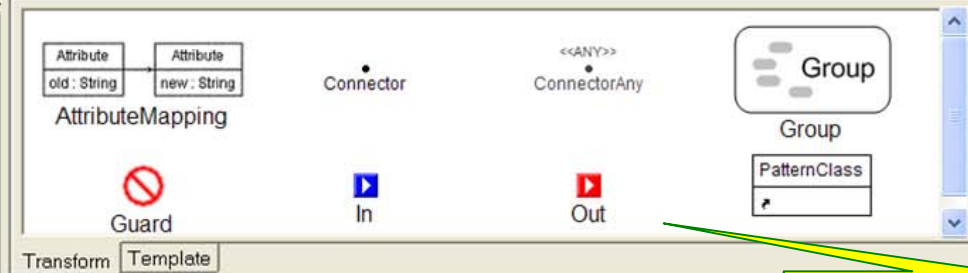 Attribute
Attribute
old : String
new : String
AttributeMapping
Connector
<<ANY>>
ConnectorAny
Group
Group
Guard
In
Out
PatternClass
Transform
Template